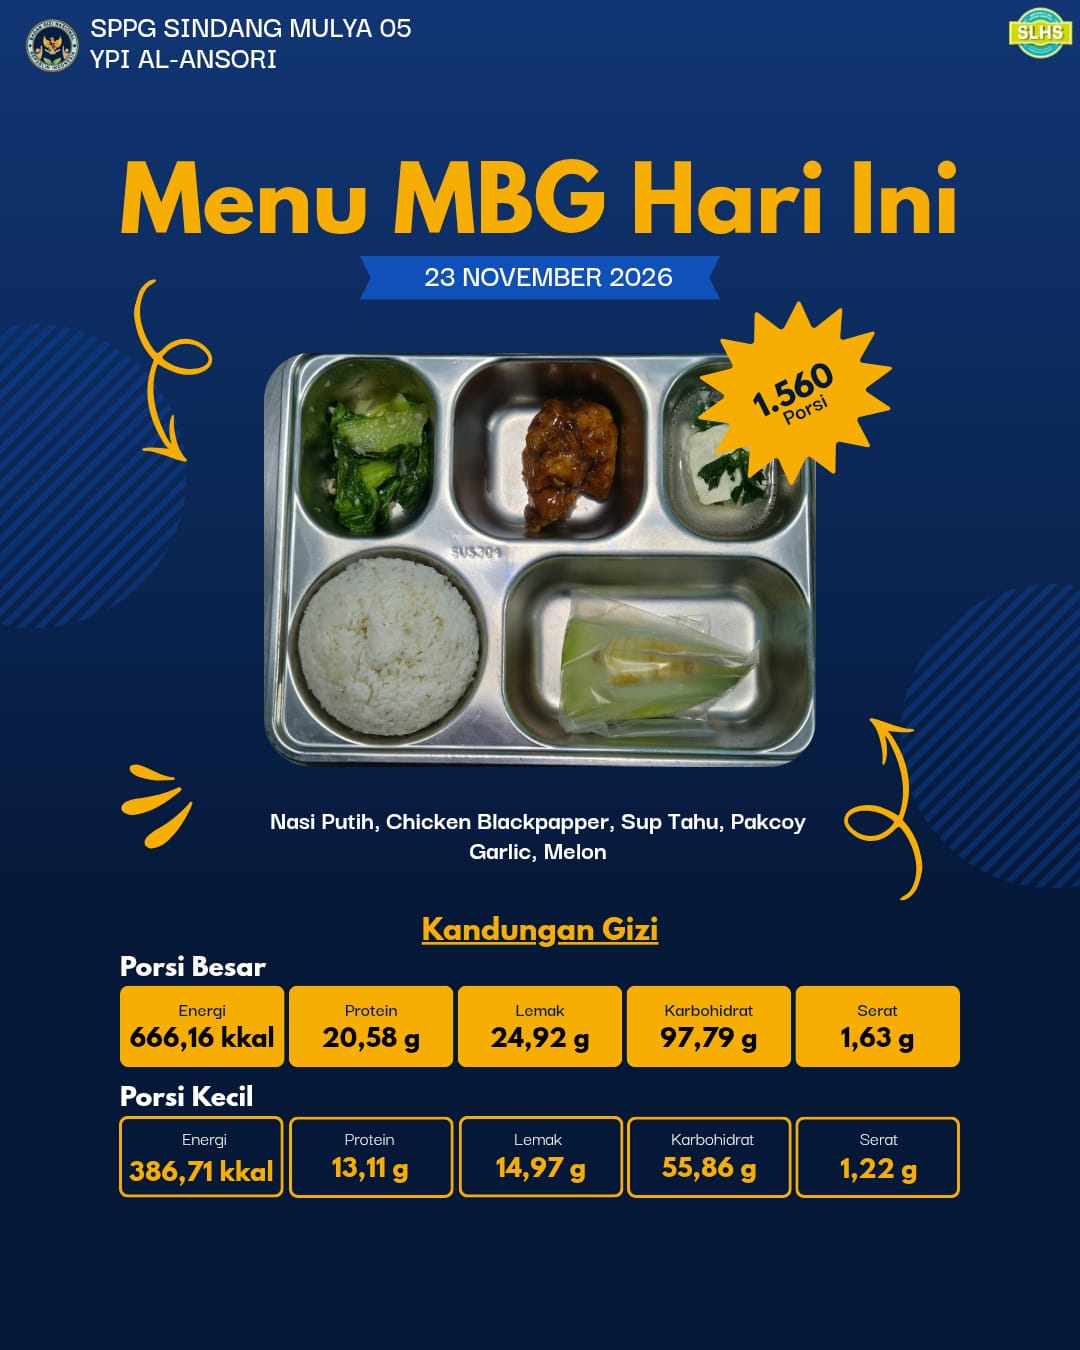 SPPG SINDANG MULYA 05
YPI AL-ANSORI
SLHS
Menu MBG Hari Ini
23 NOVEMBER 2026
1.560
Porsi
SUS304
Nasi Putih, Chicken Blackpapper, Sup Tahu, Pakcoy
Garlic, Melon
Kandungan Gizi
Porsi Besar
Energi Protein Lemak Karbohidrat Serat
666,16 kkal 20,58 g 24,92 g 97,79 g 1,63 g
Porsi Kecil
Energi Protein Lemak Karbohidrat Serat
386,71 kkal 13,11 g 14,97 g 55,86 g 1,22 g